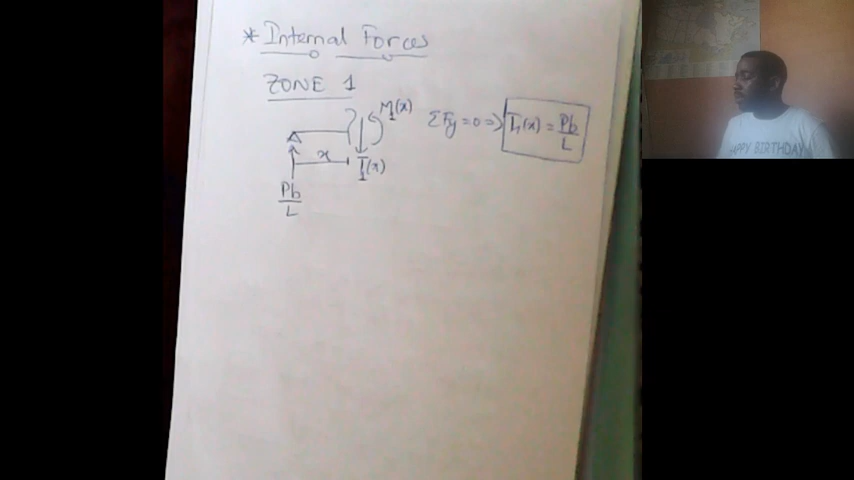 * Internal Forces
ZONE 1
M₁(x)
ΣFy = 0 => T₁(x) = Pb/L
x
T₁(x)
Pb/L
HAPPY BIRTHDAY